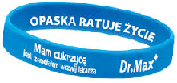 OPASKA RATUJE ŻYCIE
Mam cukrzycę
Dr.Max+